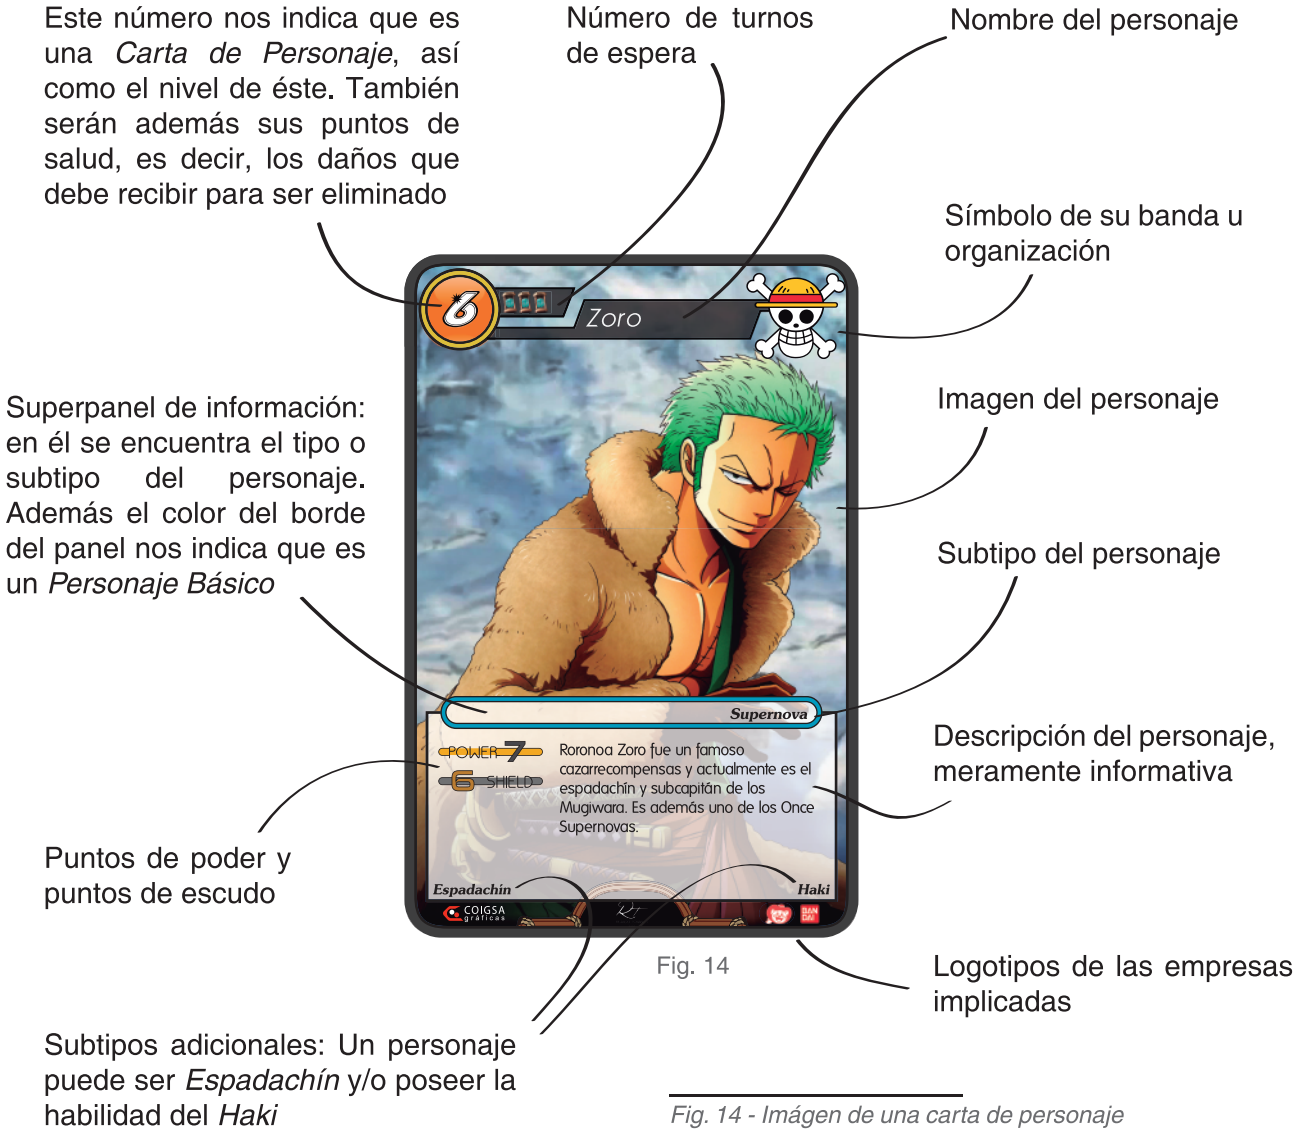 Este número nos indica que es
una Carta de Personaje, así
como el nivel de éste. También
serán además sus puntos de
salud, es decir, los daños que
debe recibir para ser eliminado
Número de turnos
de espera
Nombre del personaje
Símbolo de su banda u
organización
6
Zoro
Superpanel de información:
en él se encuentra el tipo o
subtipo del personaje.
Además el color del borde
del panel nos indica que es
un Personaje Básico
Imagen del personaje
Subtipo del personaje
Supernova
POWER 7
6 SHIELD
Roronoa Zoro fue un famoso
cazarrecompensas y actualmente es el
espadachín y subcapitán de los
Mugiwara. Es además uno de los Once
Supernovas.
Descripción del personaje,
meramente informativa
Puntos de poder y
puntos de escudo
Espadachín
Haki
COIGSA
gráficas
BAN
DAI
Fig. 14
Logotipos de las empresas
implicadas
Subtipos adicionales: Un personaje
puede ser Espadachín y/o poseer la
habilidad del Haki
Fig. 14 - Imágen de una carta de personaje